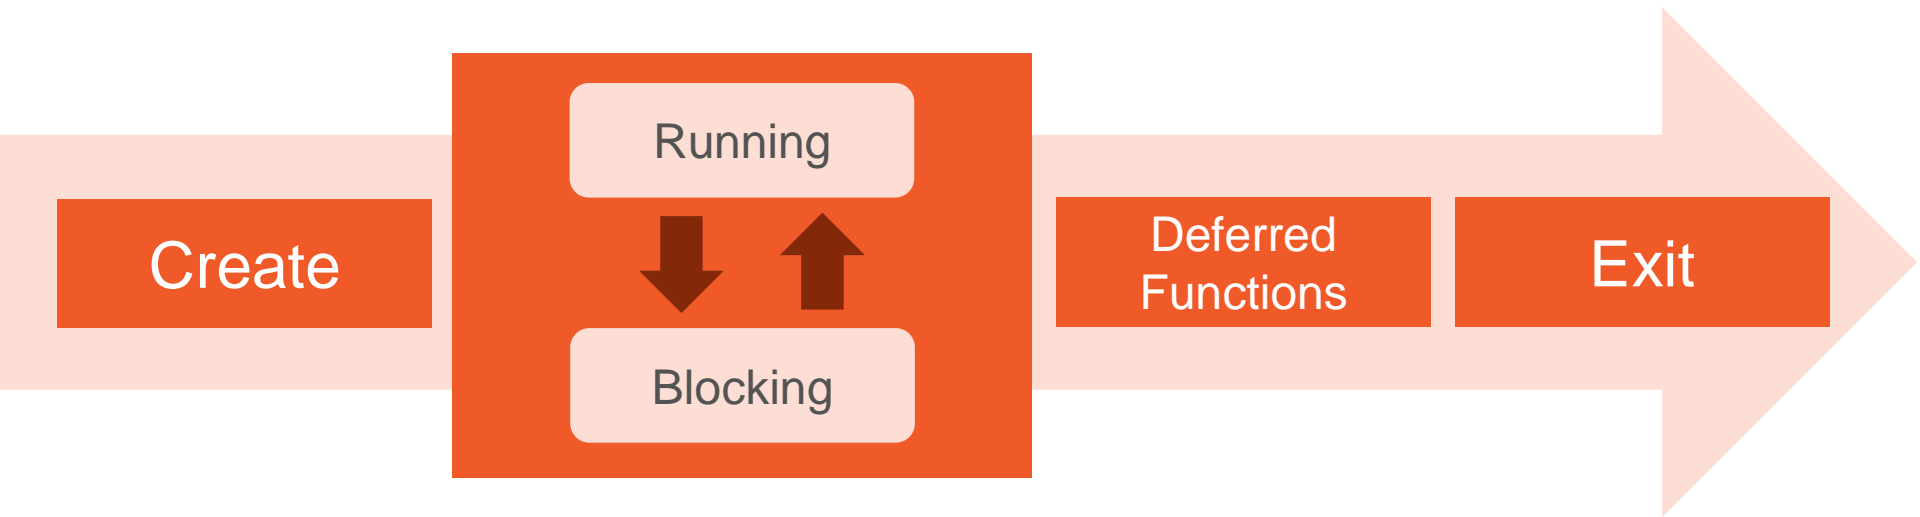 Create
Running
Blocking
Deferred
Functions
Exit